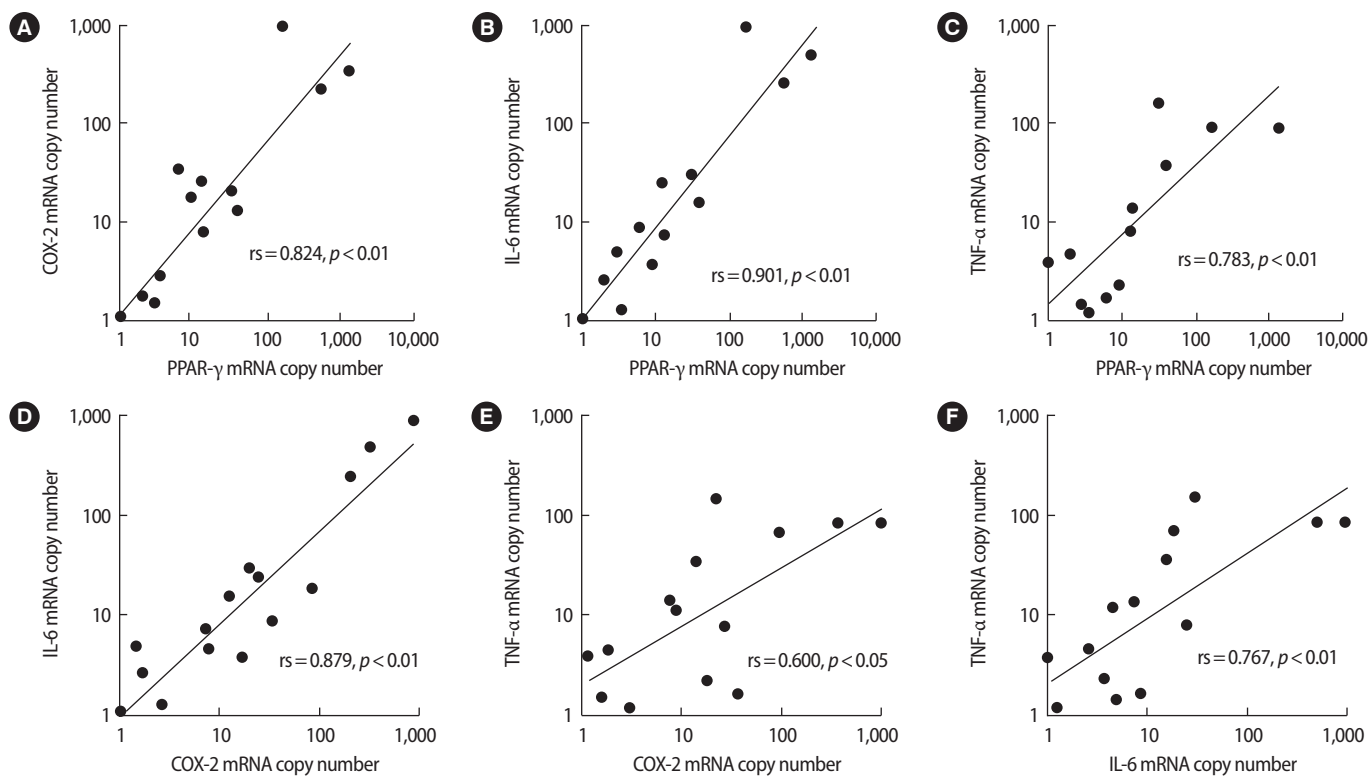 A
1,000
100
10
1
COX-2 mRNA copy number
rs=0.824, p<0.01
1 10 100 1,000 10,000
PPAR-γ mRNA copy number
B
1,000
100
10
1
IL-6 mRNA copy number
rs=0.901, p<0.01
1 10 100 1,000 10,000
PPAR-γ mRNA copy number
C
1,000
100
10
1
TNF-α mRNA copy number
rs=0.783, p<0.01
1 10 100 1,000 10,000
PPAR-γ mRNA copy number
D
1,000
100
10
1
IL-6 mRNA copy number
rs=0.879, p<0.01
1 10 100 1,000
COX-2 mRNA copy number
E
1,000
100
10
1
TNF-α mRNA copy number
rs=0.600, p<0.05
1 10 100 1,000
COX-2 mRNA copy number
F
1,000
100
10
1
TNF-α mRNA copy number
rs=0.767, p<0.01
1 10 100 1,000
IL-6 mRNA copy number